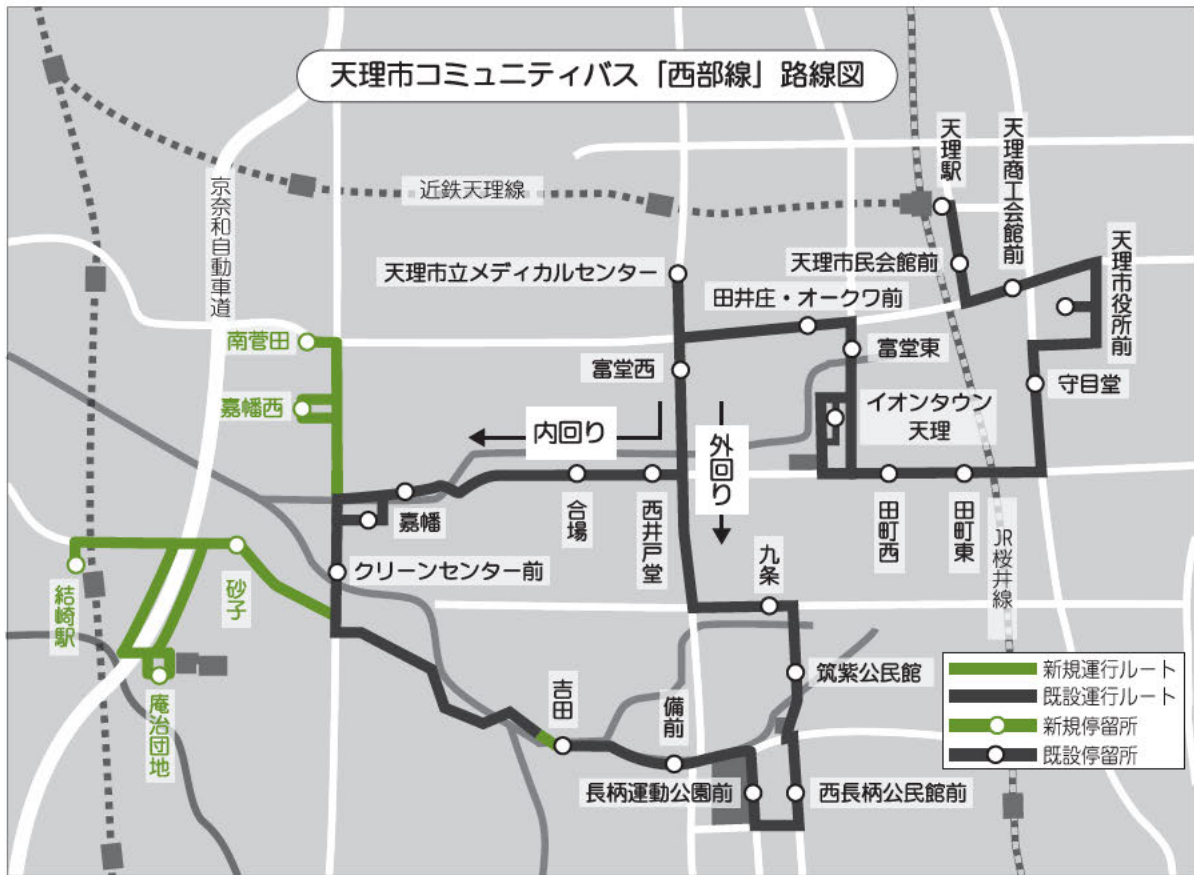 天理市コミュニティバス「西部線」路線図
京奈和自動車道
近鉄天理線
天理駅
天理商工会館前
天理市民会館前
天理市役所前
天理市立メディカルセンター
田井庄・オークワ前
南菅田
富堂西
富堂東
守目堂
嘉幡西
内回り
外回り
イオンタウン
天理
嘉幡
合場
西井戸堂
田町西
田町東
JR桜井線
クリーンセンター前
九条
結崎駅
砂子
筑紫公民館
庵治団地
吉田
備前
長柄運動公園前
西長柄公民館前
新規運行ルート
既設運行ルート
新規停留所
既設停留所